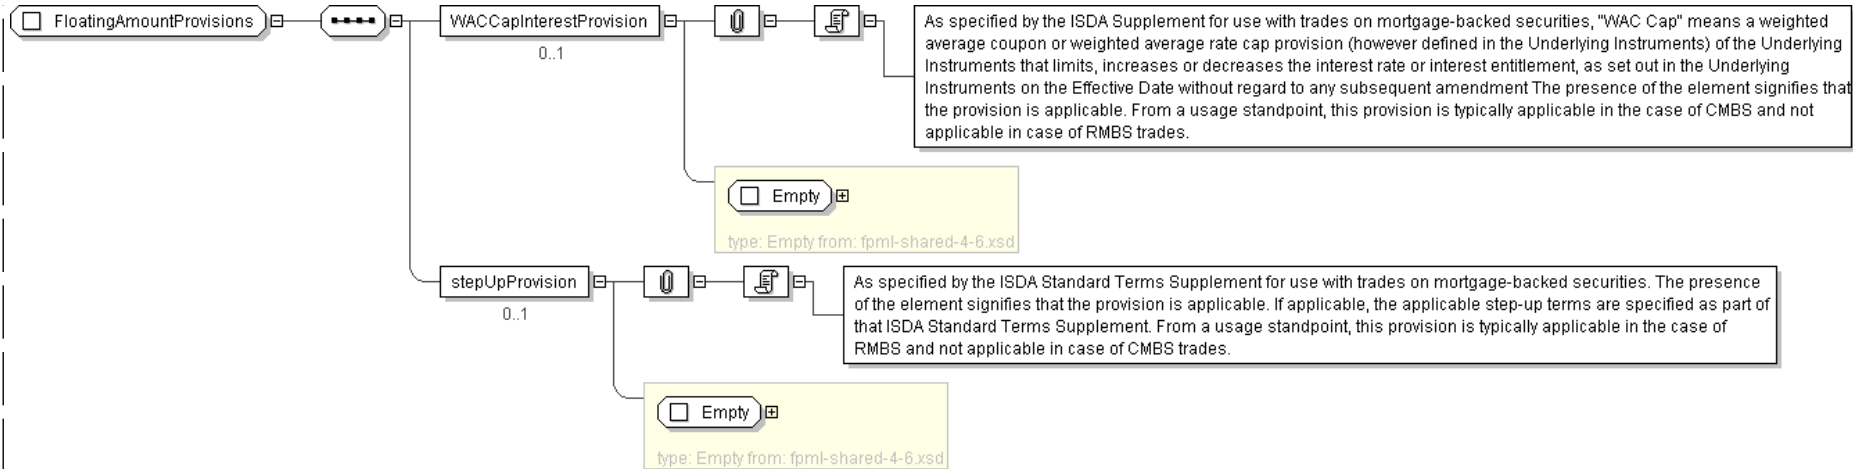 FloatingAmountProvisions
WACCapInterestProvision
0..1
As specified by the ISDA Supplement for use with trades on mortgage-backed securities, "WAC Cap" means a weighted
average coupon or weighted average rate cap provision (however defined in the Underlying Instruments) of the Underlying
Instruments that limits, increases or decreases the interest rate or interest entitlement, as set out in the Underlying
Instruments on the Effective Date without regard to any subsequent amendment The presence of the element signifies that
the provision is applicable. From a usage standpoint, this provision is typically applicable in the case of CMBS and not
applicable in case of RMBS trades.
Empty
type: Empty from: fpml-shared-4-6.xsd
stepUpProvision
0..1
As specified by the ISDA Standard Terms Supplement for use with trades on mortgage-backed securities. The presence
of the element signifies that the provision is applicable. If applicable, the applicable step-up terms are specified as part of
that ISDA Standard Terms Supplement. From a usage standpoint, this provision is typically applicable in the case of
RMBS and not applicable in case of CMBS trades.
Empty
type: Empty from: fpml-shared-4-6.xsd